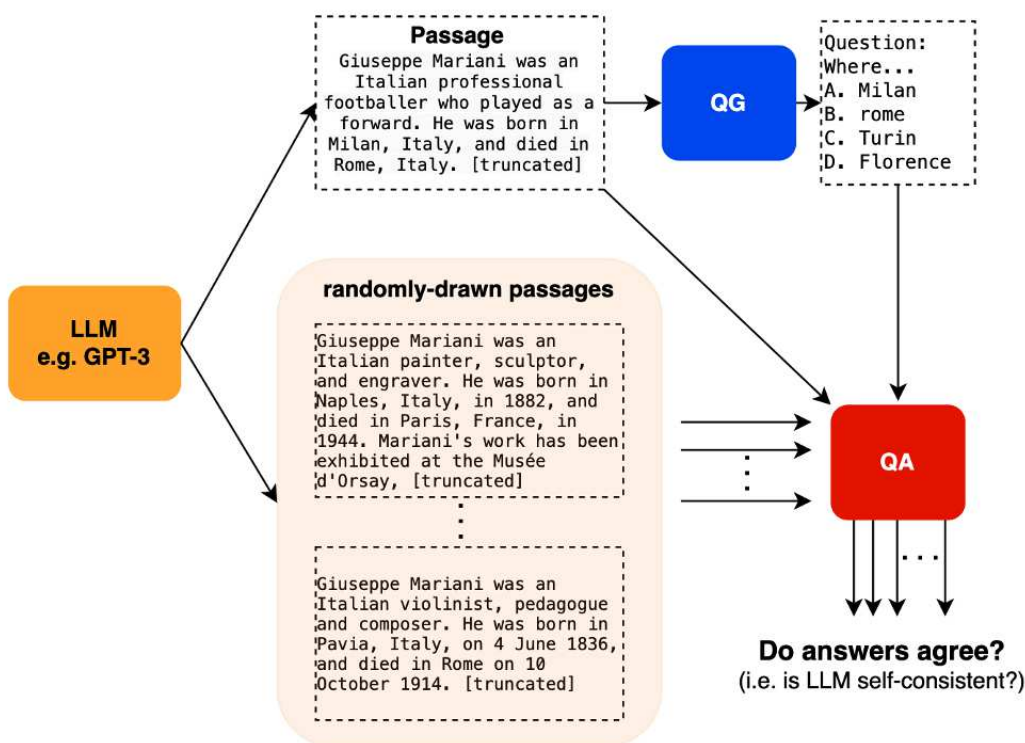 Passage
Giuseppe Mariani was an
Italian professional
footballer who played as a
forward. He was born in
Milan, Italy, and died in
Rome, Italy. [truncated]
QG
Question:
Where...
A. Milan
B. rome
C. Turin
D. Florence
LLM
e.g. GPT-3
randomly-drawn passages
Giuseppe Mariani was an
Italian painter, sculptor,
and engraver. He was born in
Naples, Italy, in 1882, and
died in Paris, France, in
1944. Mariani's work has been
exhibited at the Musée
d'Orsay, [truncated]
Giuseppe Mariani was an
Italian violinist, pedagogue
and composer. He was born in
Pavia, Italy, on 4 June 1836,
and died in Rome on 10
October 1914. [truncated]
QA
Do answers agree?
(i.e. is LLM self-consistent?)